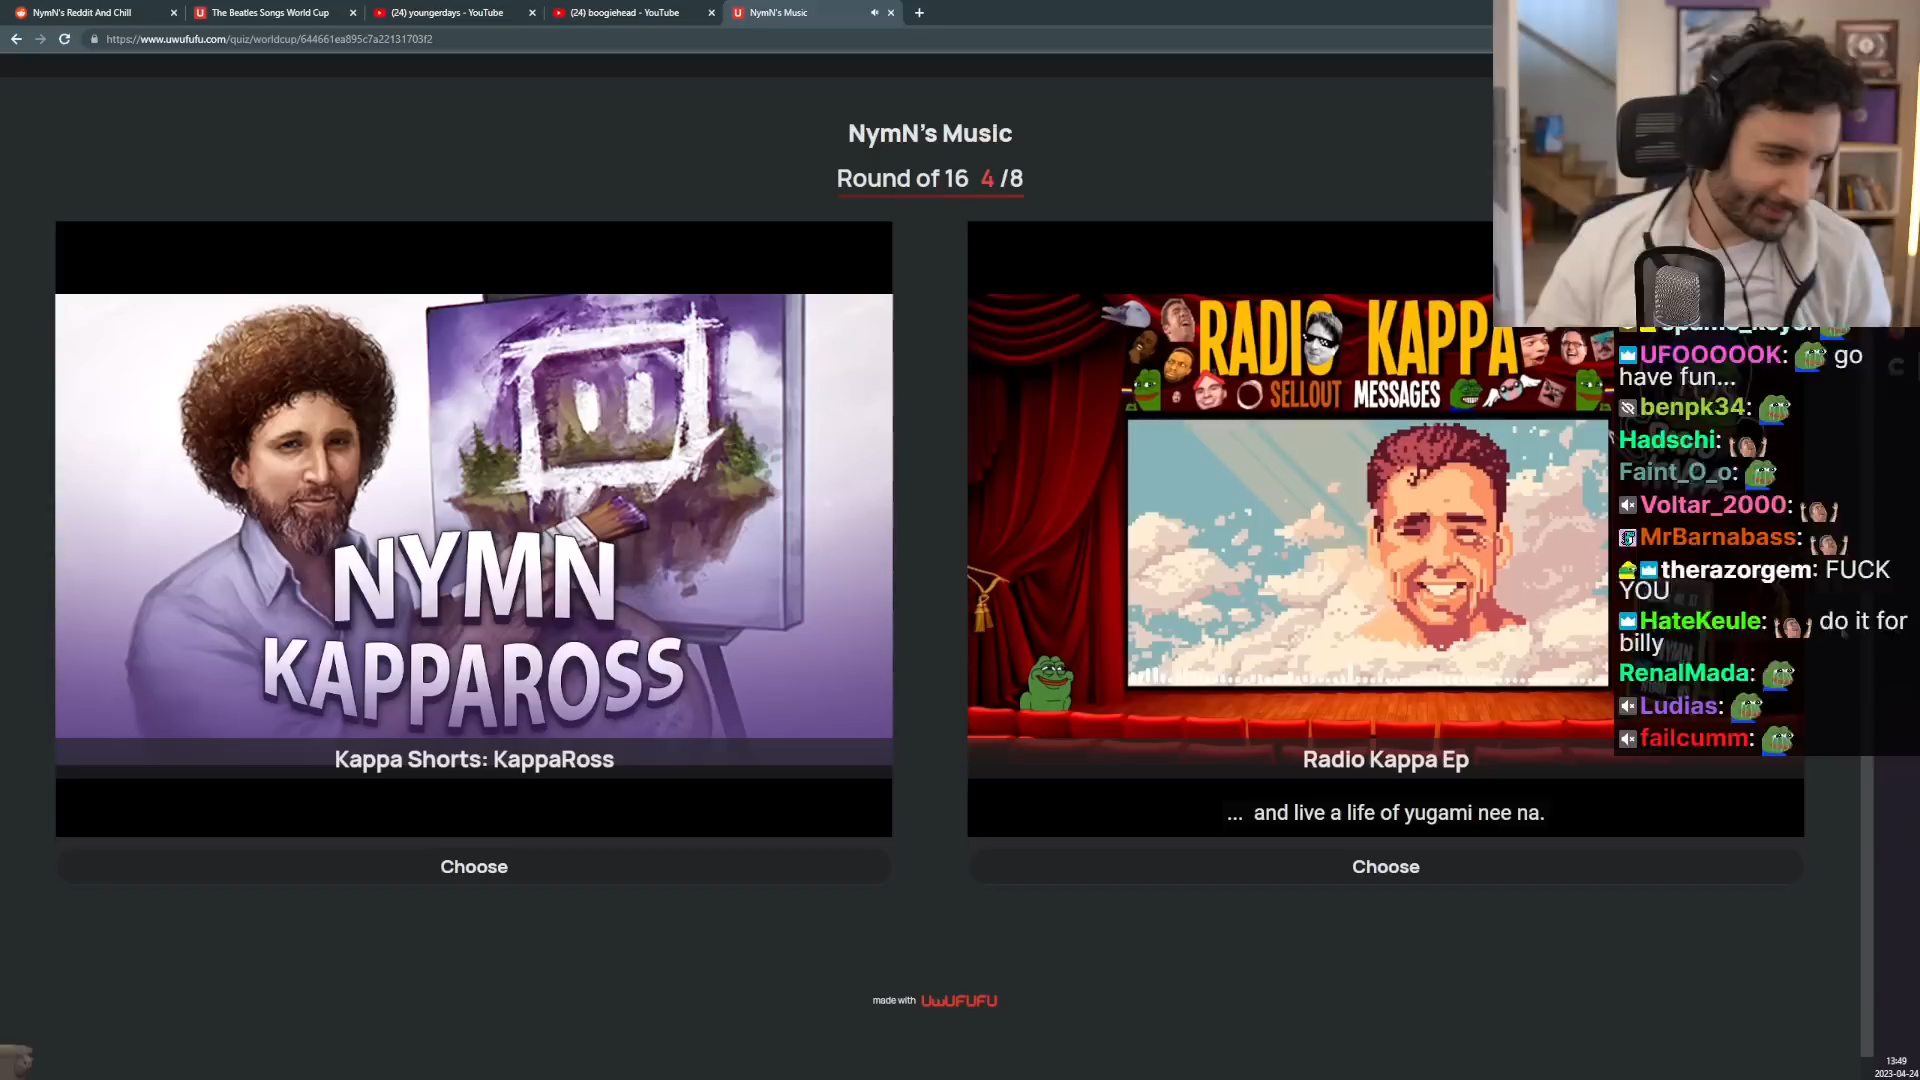 NymN's Reddit And Chill
The Beatles Songs World Cup
(24) youngerdays - YouTube
(24) boogiehead - YouTube
NymN's Music
https://www.uwufufu.com/quiz/worldcup/644661ea895c7a22131703f2
NymN's Music
Round of 16 4 /8
NYMN
KAPPAROSS
Kappa Shorts: KappaRoss
Choose
RADIO KAPPA
SELLOUT MESSAGES
Radio Kappa Ep
... and live a life of yugami nee na.
Choose
UFOOOOOK: go
have fun...
benpk34:
Hadschi:
Faint_O_o:
Voltar_2000:
MrBarnabass:
therazorgem: FUCK
YOU
HateKeule: do it for
billy
RenalMada:
Ludias:
failcumm:
made with UwUFUFU
13:49
2023-04-24